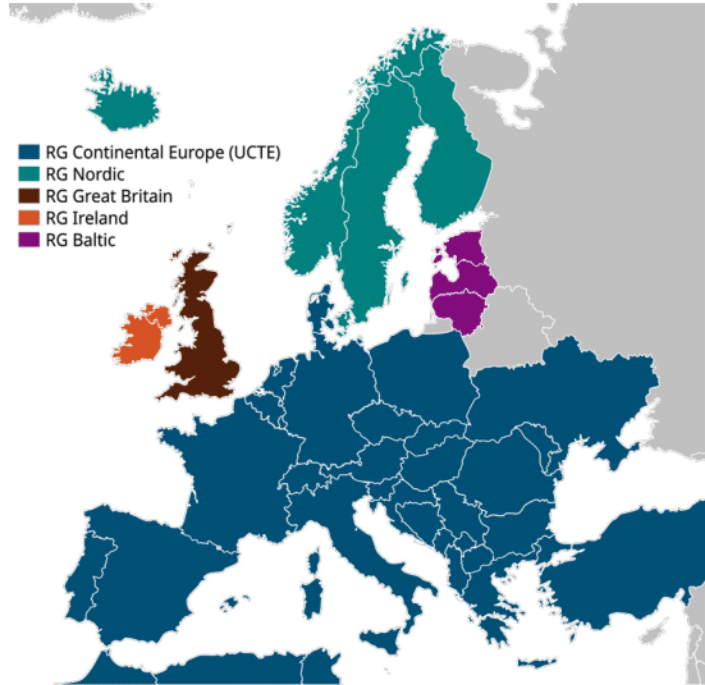 RG Continental Europe (UCTE)
RG Nordic
RG Great Britain
RG Ireland
RG Baltic